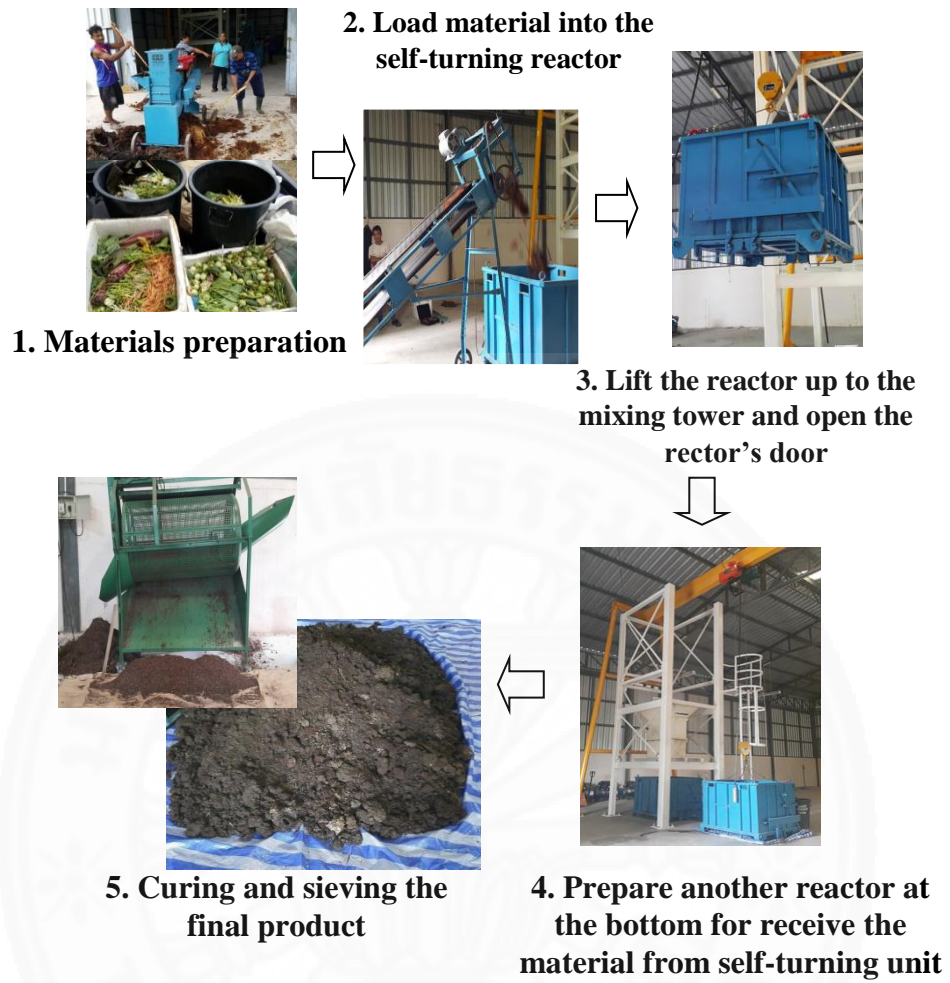 2. Load material into the
self-turning reactor
1. Materials preparation
3. Lift the reactor up to the
mixing tower and open the
rector’s door
5. Curing and sieving the
final product
4. Prepare another reactor at
the bottom for receive the
material from self-turning unit